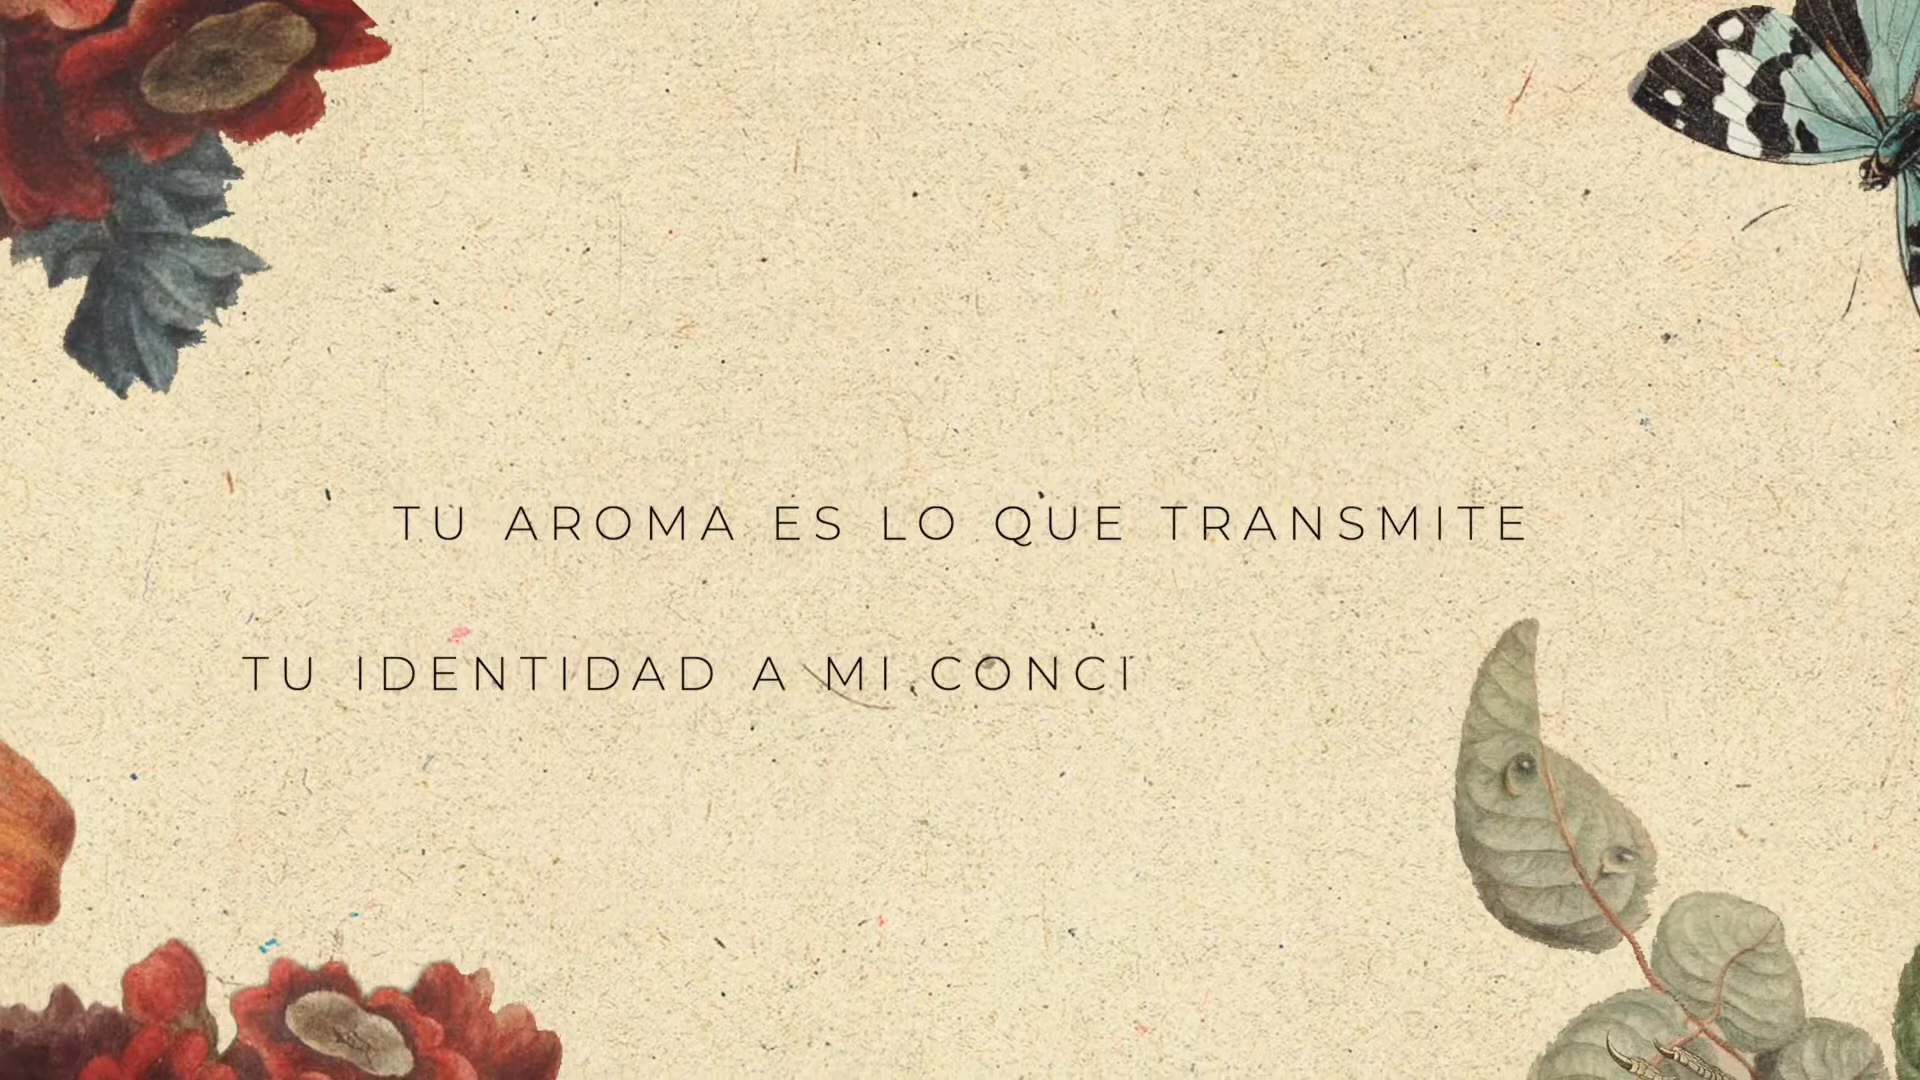 TU AROMA ES LO QUE TRANSMITE
TU IDENTIDAD A MI CONCI